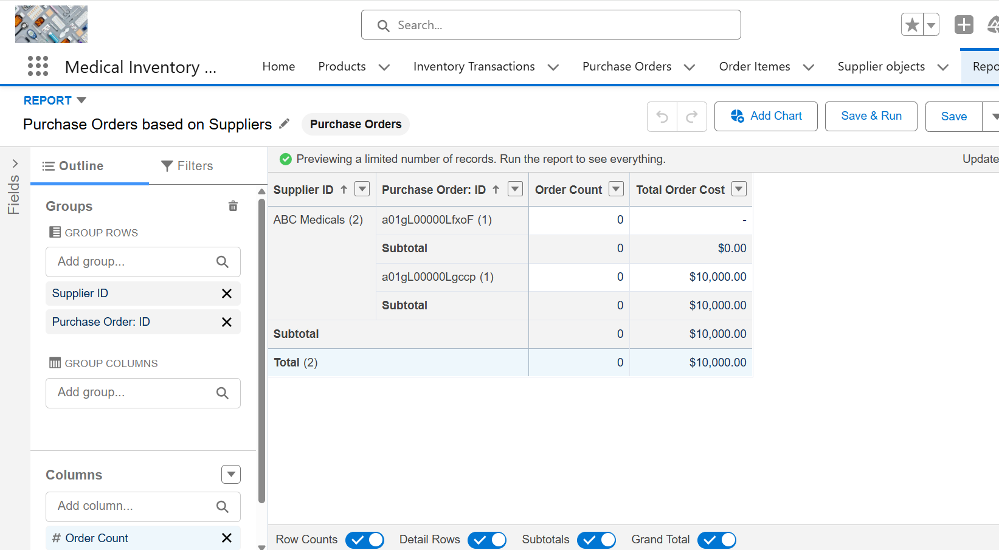 Search...
Medical Inventory ...
Home
Products
Inventory Transactions
Purchase Orders
Order Itemes
Supplier objects
Repo
REPORT
Purchase Orders based on Suppliers
Purchase Orders
Add Chart
Save & Run
Save
Fields
Outline
Filters
Previewing a limited number of records. Run the report to see everything.
Update
Groups
GROUP ROWS
Add group...
Supplier ID
Purchase Order: ID
GROUP COLUMNS
Add group...
Columns
Add column...
# Order Count
Supplier ID Purchase Order: ID Order Count Total Order Cost
ABC Medicals (2) a01gL00000LfxoF (1) 0 -
Subtotal 0 $0.00
a01gL00000Lgccp (1) 0 $10,000.00
Subtotal 0 $10,000.00
Subtotal 0 $10,000.00
Total (2) 0 $10,000.00
Row Counts
Detail Rows
Subtotals
Grand Total